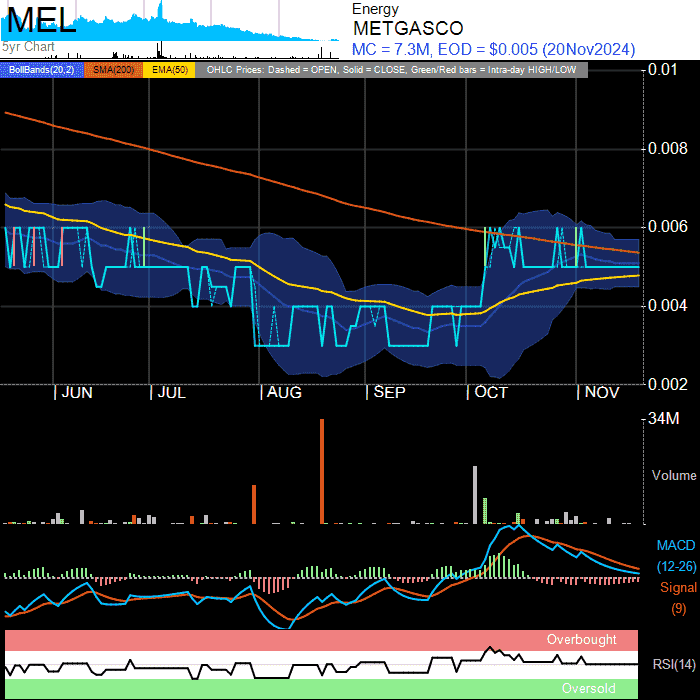 MEL
5yr Chart
Energy
METGASCO
MC = 7.3M, EOD = $0.005 (20Nov2024)
BollBands(20,2) SMA(200) EMA(50) OHLC Prices: Dashed = OPEN, Solid = CLOSE, Green/Red bars = Intra-day HIGH/LOW
0.01
0.008
0.006
0.004
0.002
| JUN | JUL | AUG | SEP | OCT | NOV
34M
Volume
MACD
(12-26)
Signal
(9)
Overbought
RSI(14)
Oversold